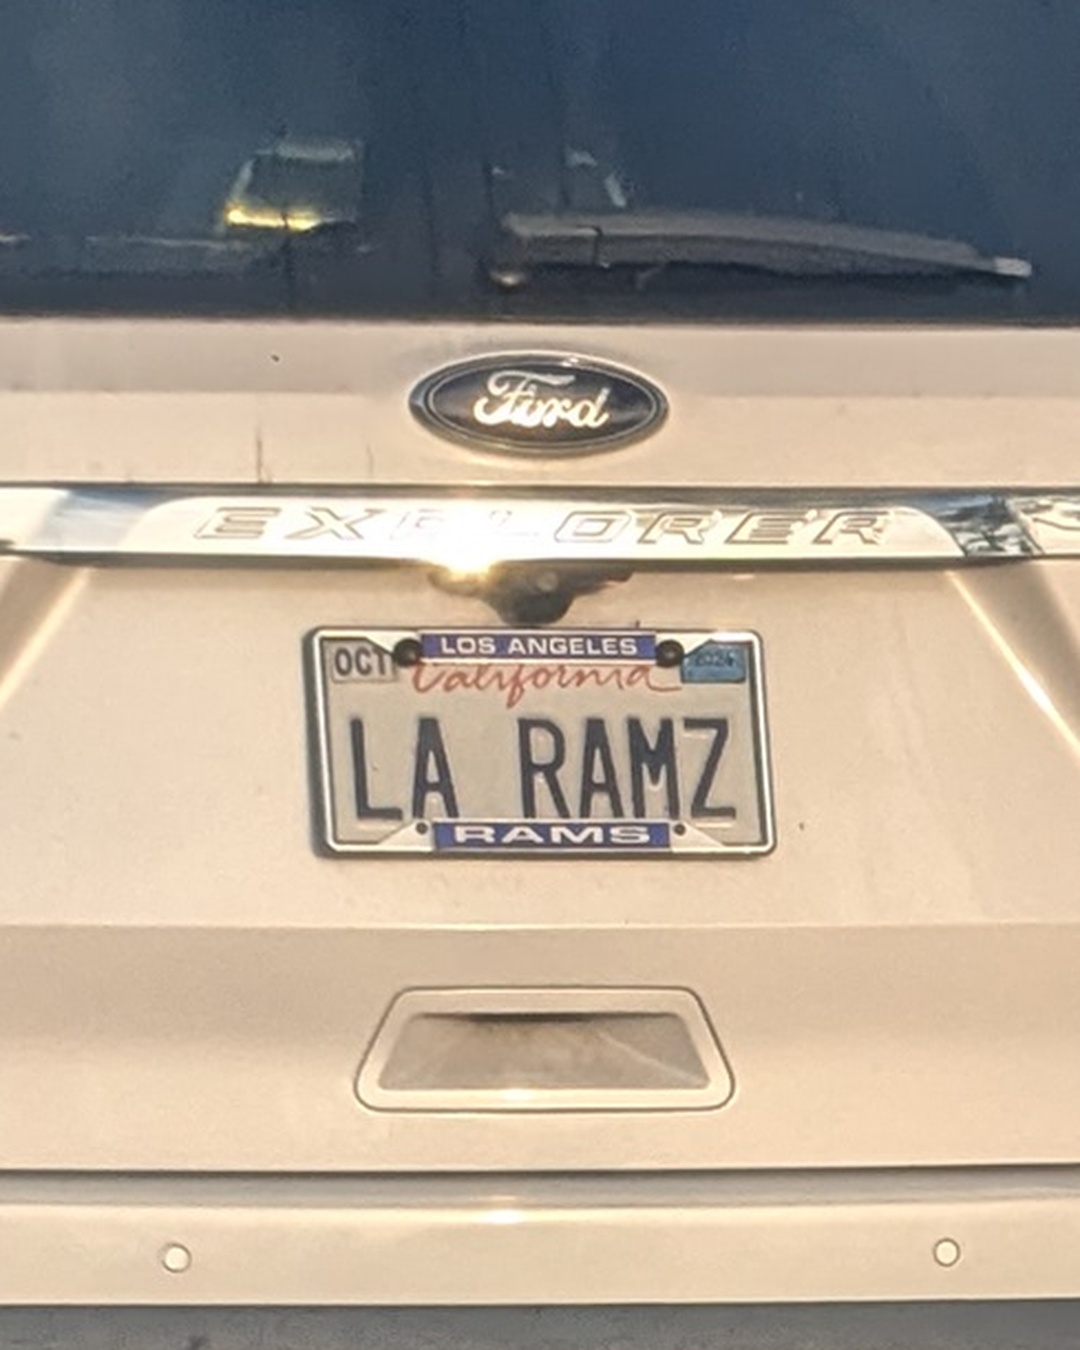 Ford
EXPLORER
LOS ANGELES
OCT 2024
California
LA RAMZ
RAMS